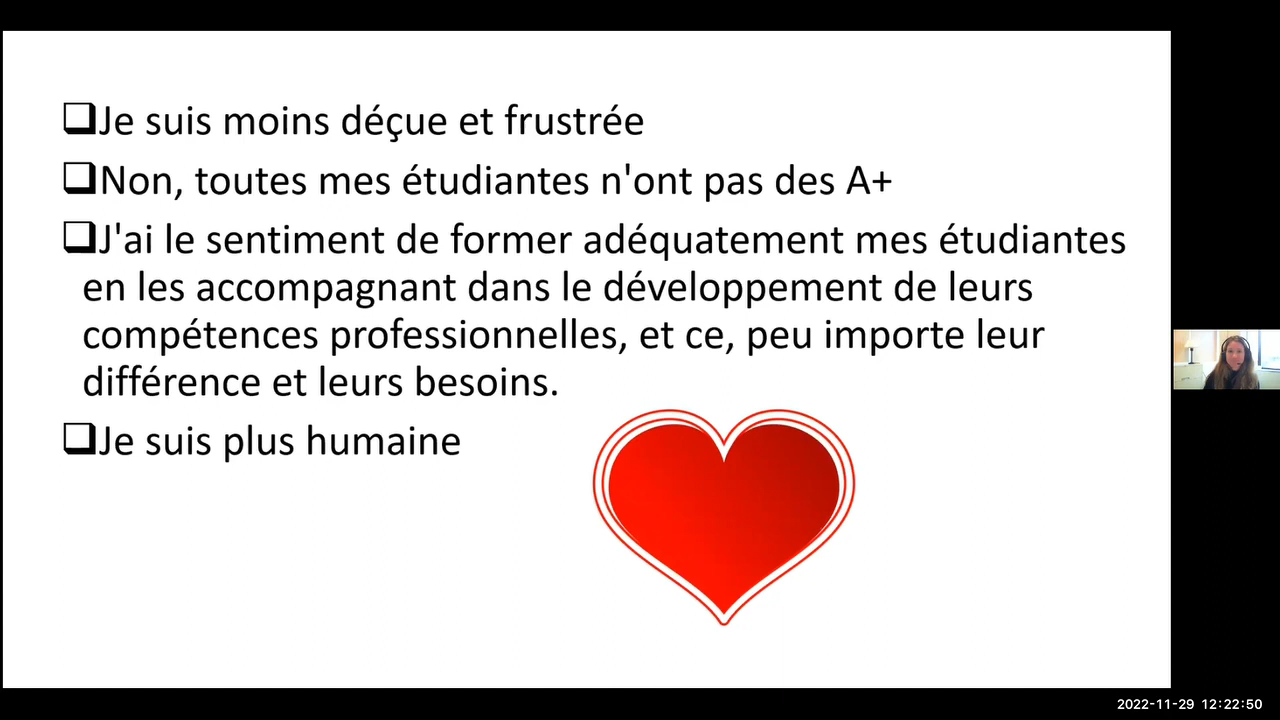 Je suis moins déçue et frustrée
Non, toutes mes étudiantes n'ont pas des A+
J'ai le sentiment de former adéquatement mes étudiantes
en les accompagnant dans le développement de leurs
compétences professionnelles, et ce, peu importe leur
différence et leurs besoins.
Je suis plus humaine
2022-11-29 12:22:50